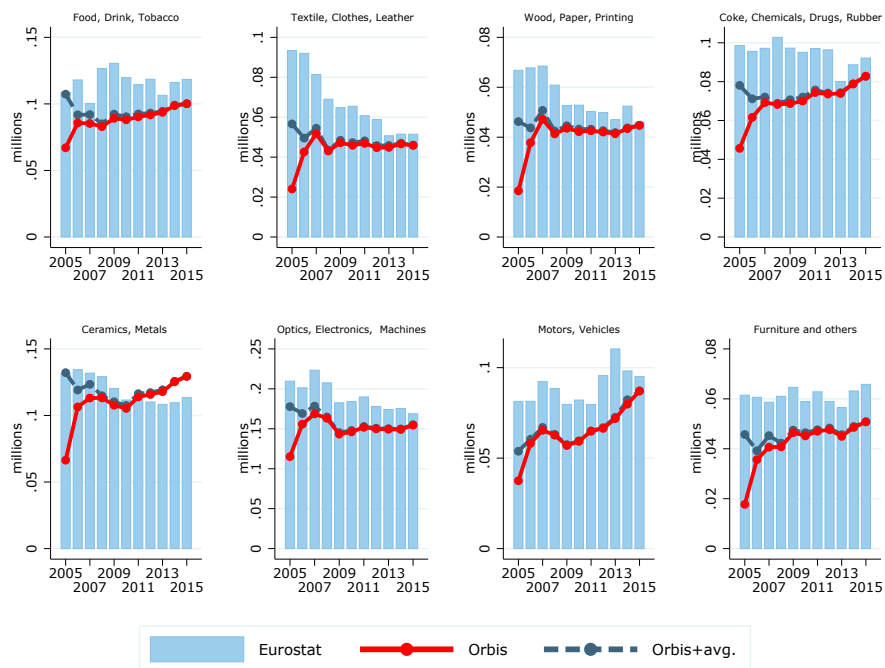 Food, Drink, Tobacco
Textile, Clothes, Leather
Wood, Paper, Printing
Coke, Chemicals, Drugs, Rubber
millions
0 .05 .1 .15
2005 2007 2009 2011 2013 2015
millions
0 .02 .04 .06 .08 .1
2005 2007 2009 2011 2013 2015
millions
0 .02 .04 .06 .08
2005 2007 2009 2011 2013 2015
millions
0 .02 .04 .06 .08 .1
2005 2007 2009 2011 2013 2015
Ceramics, Metals
Optics, Electronics, Machines
Motors, Vehicles
Furniture and others
millions
0 .05 .1 .15
2005 2007 2009 2011 2013 2015
millions
0 .05 .1 .15 .2 .25
2005 2007 2009 2011 2013 2015
millions
0 .05 .1
2005 2007 2009 2011 2013 2015
millions
0 .02 .04 .06 .08
2005 2007 2009 2011 2013 2015
Eurostat Orbis Orbis+avg.